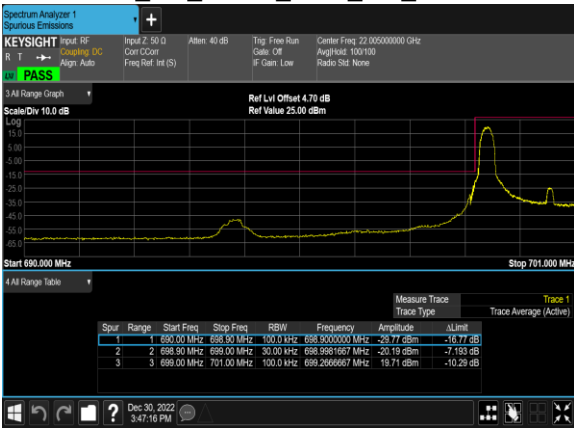 Spectrum Analyzer 1
Spurious Emissions
+
KEYSIGHT Input: RF Input Z: 50 Ω Atten: 40 dB Trig: Free Run Center Freq: 22.005000000 GHz
R T Coupling: DC Corr CCorr Gate: Off Avg|Hold: 100/100
Align: Auto Freq Ref: Int (S) IF Gain: Low Radio Std: None
LXI PASS
3 All Range Graph
Ref Lvl Offset 4.70 dB
Scale/Div 10.0 dB Ref Value 25.00 dBm
Log
15.0
5.00
-5.00
-15.0
-25.0
-35.0
-45.0
-55.0
-65.0
Start 690.000 MHz Stop 701.000 MHz
4 All Range Table
Measure Trace Trace 1
Trace Type Trace Average (Active)
Spur Range Start Freq Stop Freq RBW Frequency Amplitude ΔLimit
1 1 690.00 MHz 698.90 MHz 100.0 kHz 698.9000000 MHz -29.77 dBm -16.77 dB
2 2 698.90 MHz 699.00 MHz 30.00 kHz 698.9981667 MHz -20.19 dBm -7.193 dB
3 3 699.00 MHz 701.00 MHz 100.0 kHz 699.2666667 MHz 19.71 dBm -10.29 dB
? Dec 30, 2022
3:47:16 PM